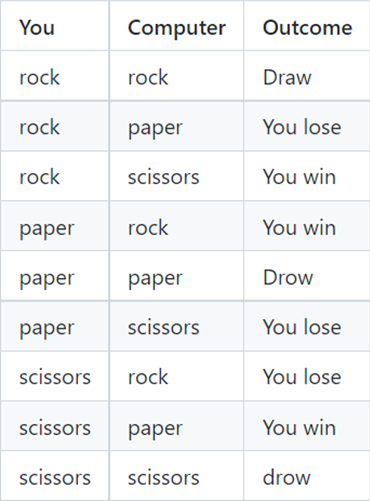 You Computer Outcome
rock rock Draw
rock paper You lose
rock scissors You win
paper rock You win
paper paper Drow
paper scissors You lose
scissors rock You lose
scissors paper You win
scissors scissors drow